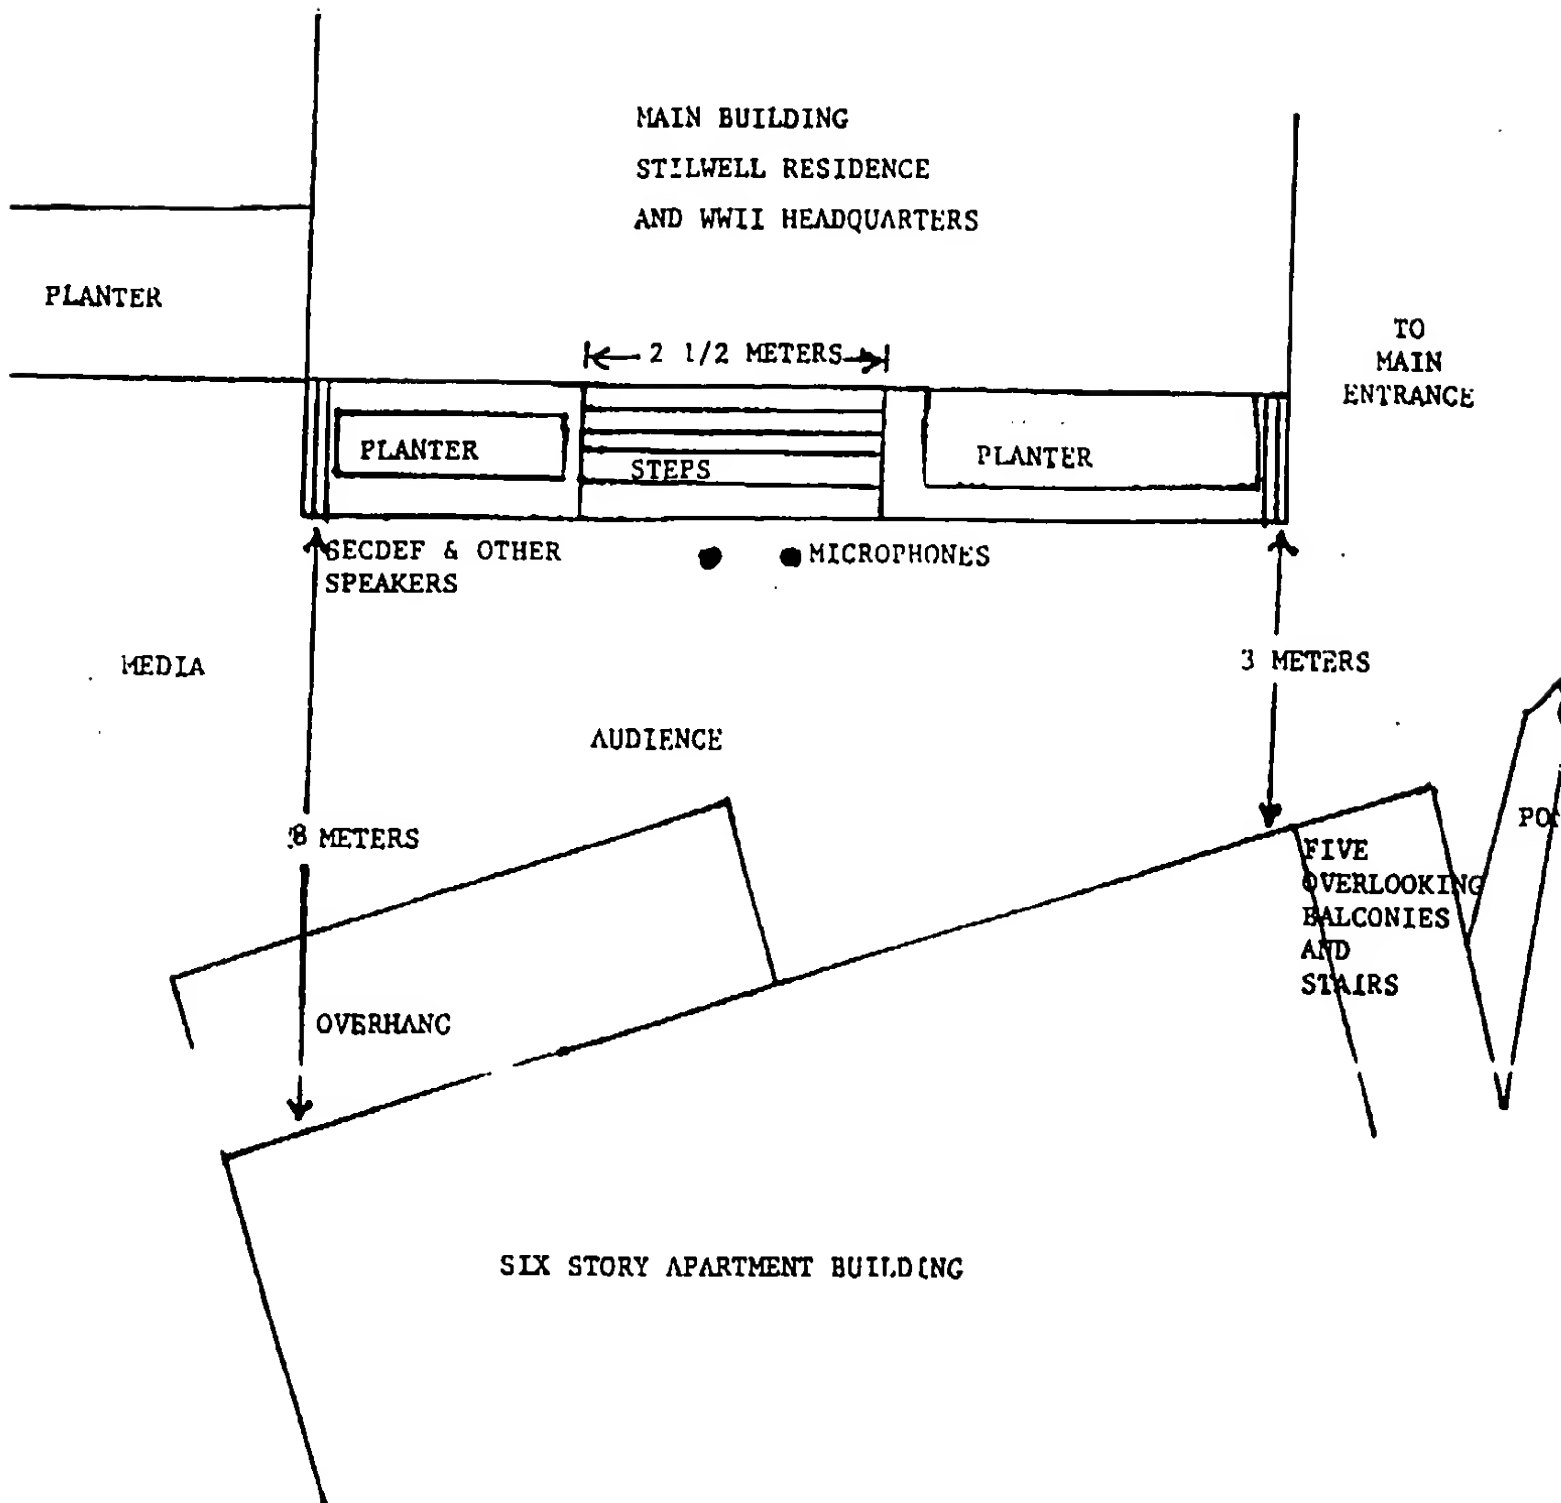 MAIN BUILDING
STILWELL RESIDENCE
AND WWII HEADQUARTERS
PLANTER
TO
MAIN
ENTRANCE
2 1/2 METERS
PLANTER
STEPS
PLANTER
SECDEF & OTHER
SPEAKERS
MICROPHONES
MEDIA
3 METERS
AUDIENCE
8 METERS
FIVE
OVERLOOKING
BALCONIES
AND
STAIRS
OVERHANG
SIX STORY APARTMENT BUILDING